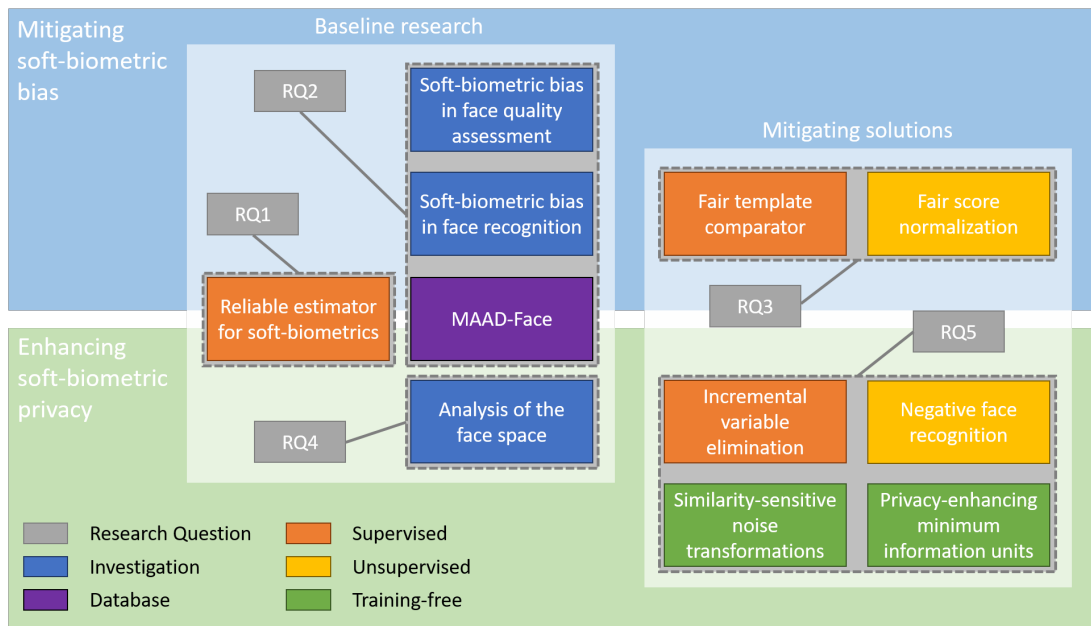 Mitigating
soft-biometric
bias
Baseline research
RQ2
Soft-biometric bias
in face quality
assessment
RQ1
Soft-biometric bias
in face recognition
Reliable estimator
for soft-biometrics
MAAD-Face
Mitigating solutions
Fair template
comparator
Fair score
normalization
RQ3
Enhancing
soft-biometric
privacy
RQ4
Analysis of the
face space
RQ5
Incremental
variable
elimination
Negative face
recognition
Similarity-sensitive
noise
transformations
Privacy-enhancing
minimum
information units
Research Question
Investigation
Database
Supervised
Unsupervised
Training-free